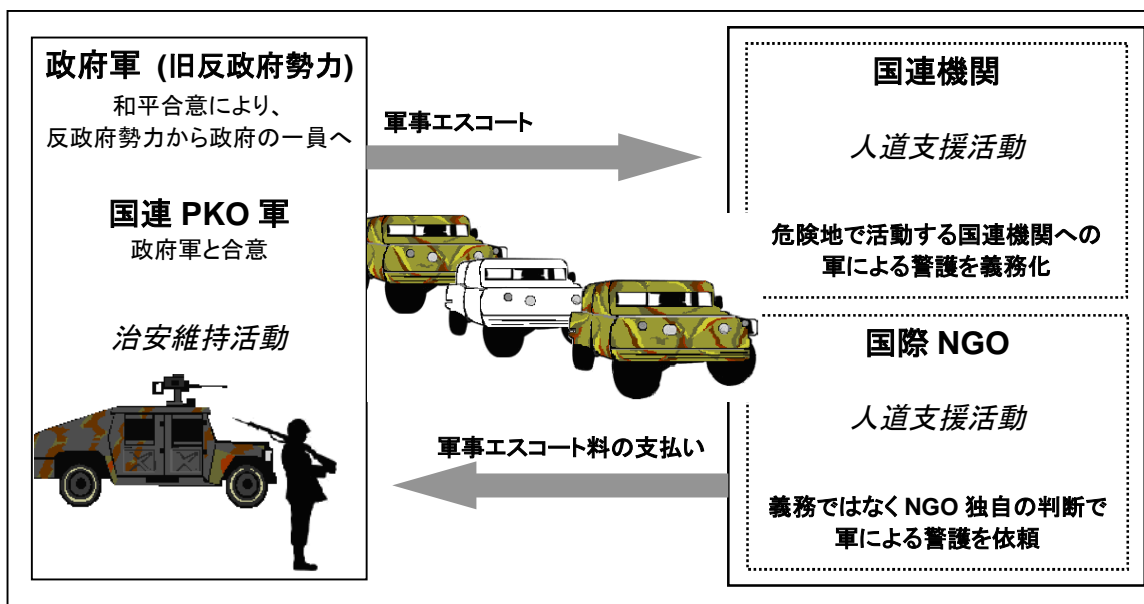 政府軍 (旧反政府勢力)
和平合意により、
反政府勢力から政府の一員へ
国連 PKO 軍
政府軍と合意
治安維持活動
軍事エスコート
軍事エスコート料の支払い
国連機関
人道支援活動
危険地で活動する国連機関への
軍による警護を義務化
国際 NGO
人道支援活動
義務ではなく NGO 独自の判断で
軍による警護を依頼